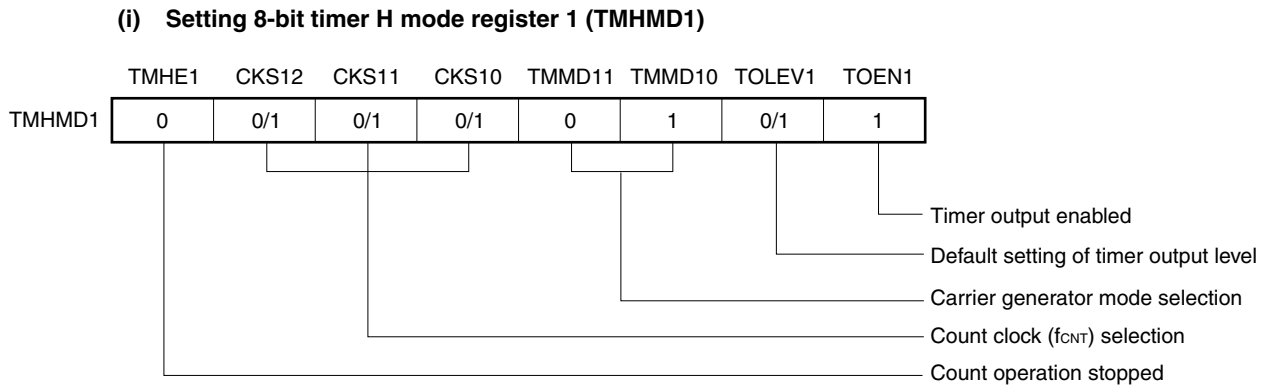 (i) Setting 8-bit timer H mode register 1 (TMHMD1)
TMHE1 CKS12 CKS11 CKS10 TMMD11 TMMD10 TOLEV1 TOEN1
TMHMD1 0 0/1 0/1 0/1 0 1 0/1 1
Timer output enabled
Default setting of timer output level
Carrier generator mode selection
Count clock (fCNT) selection
Count operation stopped